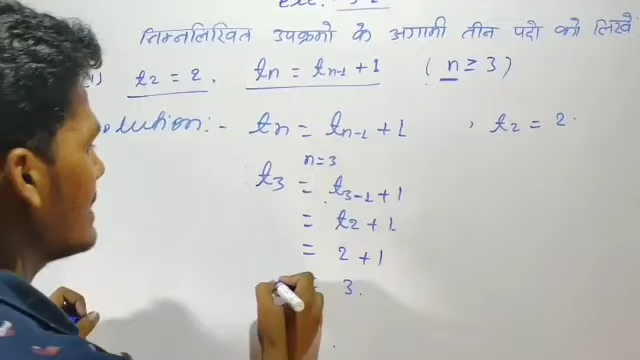 निम्नलिखित उपक्रमो के अगामी तीन पदो को लिखें
1) t2 = 2. tn = tn-1 + 1 ( n ≥ 3 )
olution:- tn = tn-1 + 1 , t2 = 2.
n=3
t3 = t3-1 + 1
= t2 + 1
= 2 + 1
= 3.